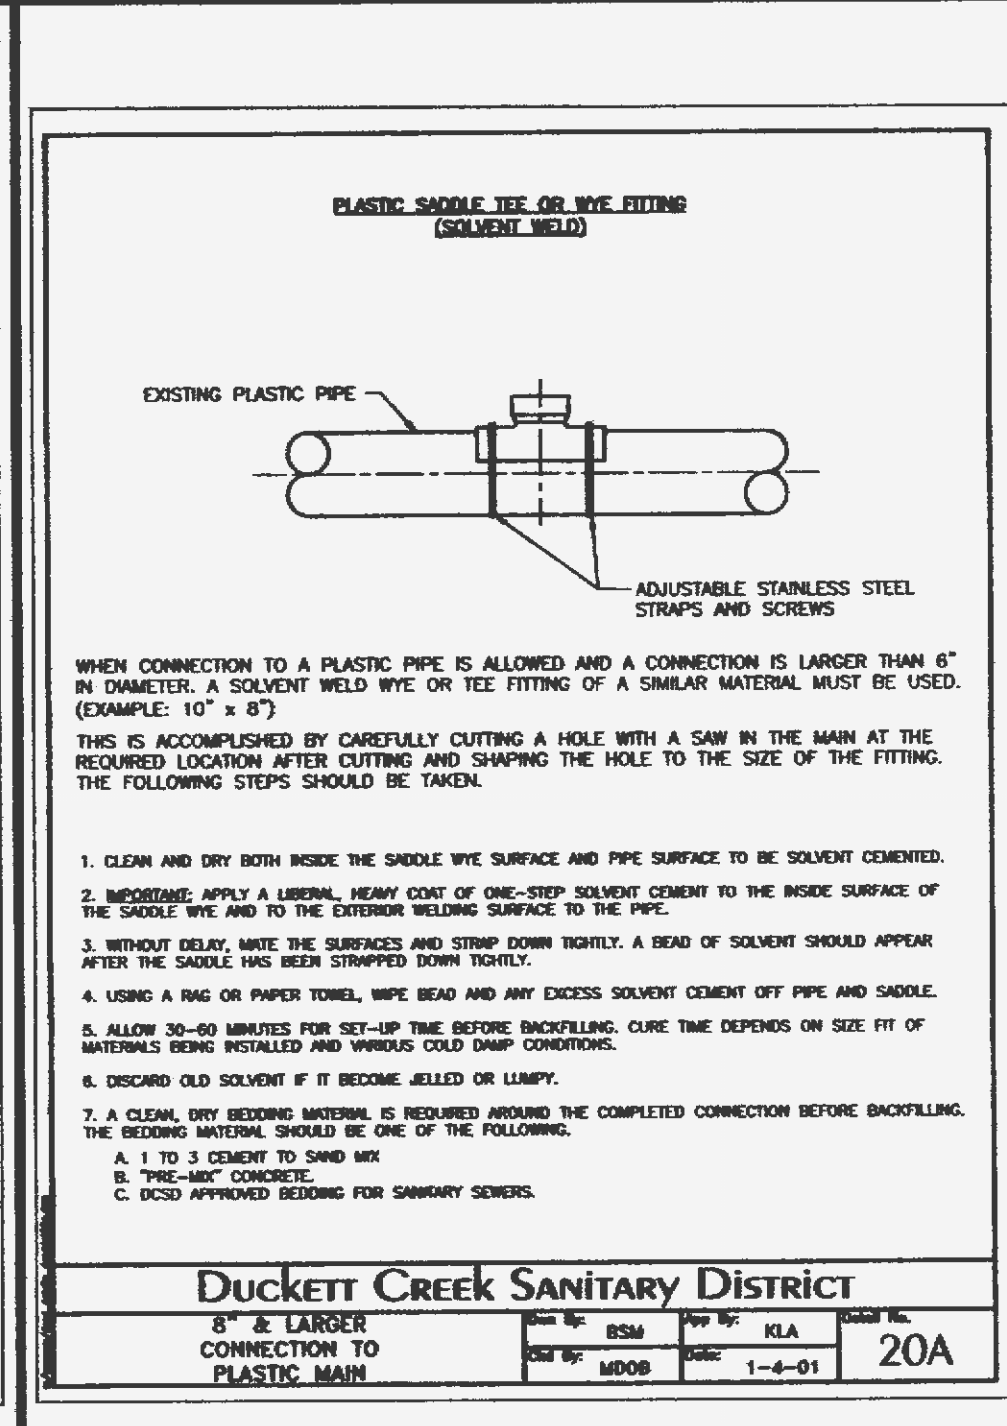 PLASTIC SADDLE TEE OR WYE FITTING
(SOLVENT WELD)
EXISTING PLASTIC PIPE
ADJUSTABLE STAINLESS STEEL
STRAPS AND SCREWS
WHEN CONNECTION TO A PLASTIC PIPE IS ALLOWED AND A CONNECTION IS LARGER THAN 6"
IN DIAMETER. A SOLVENT WELD WYE OR TEE FITTING OF A SIMILAR MATERIAL MUST BE USED.
(EXAMPLE: 10" x 8")
THIS IS ACCOMPLISHED BY CAREFULLY CUTTING A HOLE WITH A SAW IN THE MAIN AT THE
REQUIRED LOCATION AFTER CUTTING AND SHAPING THE HOLE TO THE SIZE OF THE FITTING.
THE FOLLOWING STEPS SHOULD BE TAKEN.
1. CLEAN AND DRY BOTH INSIDE THE SADDLE WYE SURFACE AND PIPE SURFACE TO BE SOLVENT CEMENTED.
2. IMPORTANT: APPLY A LIBERAL, HEAVY COAT OF ONE-STEP SOLVENT CEMENT TO THE INSIDE SURFACE OF
THE SADDLE WYE AND TO THE EXTERIOR WELDING SURFACE TO THE PIPE.
3. WITHOUT DELAY, MATE THE SURFACES AND STRAP DOWN TIGHTLY. A BEAD OF SOLVENT SHOULD APPEAR
AFTER THE SADDLE HAS BEEN STRAPPED DOWN TIGHTLY.
4. USING A RAG OR PAPER TOWEL, WIPE BEAD AND ANY EXCESS SOLVENT CEMENT OFF PIPE AND SADDLE.
5. ALLOW 30-60 MINUTES FOR SET-UP TIME BEFORE BACKFILLING. CURE TIME DEPENDS ON SIZE FIT OF
MATERIALS BEING INSTALLED AND VARIOUS COLD DAMP CONDITIONS.
6. DISCARD OLD SOLVENT IF IT BECOME JELLED OR LUMPY.
7. A CLEAN, DRY BEDDING MATERIAL IS REQUIRED AROUND THE COMPLETED CONNECTION BEFORE BACKFILLING.
THE BEDDING MATERIAL SHOULD BE ONE OF THE FOLLOWING.
A. 1 TO 3 CEMENT TO SAND MIX
B. "PRE-MIX" CONCRETE.
C. DCSD APPROVED BEDDING FOR SANITARY SEWERS.
DUCKETT CREEK SANITARY DISTRICT
8" & LARGER
CONNECTION TO
PLASTIC MAIN
Dwn By: BSM
App By: KLA
Detail No.
20A
Ckd By: MDOB
Date: 1-4-01